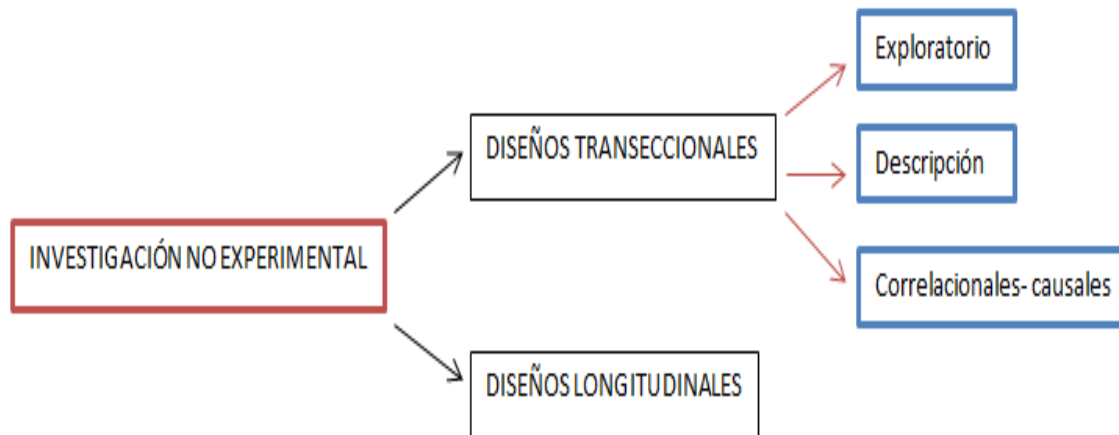 Exploratorio
DISEÑOS TRANSECCIONALES
Descripción
INVESTIGACIÓN NO EXPERIMENTAL
Correlacionales- causales
DISEÑOS LONGITUDINALES